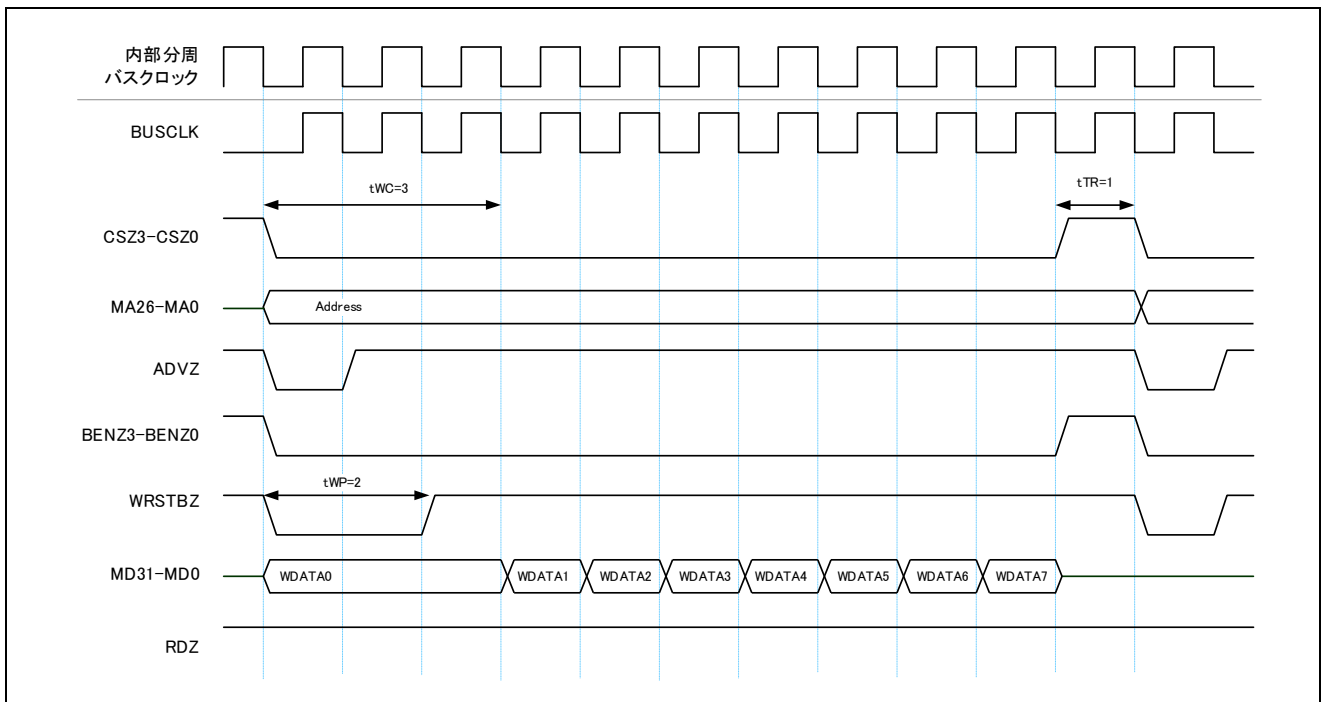 内部分周
バスクロック
BUSCLK
tWC=3
tTR=1
CSZ3-CSZ0
MA26-MA0
Address
ADVZ
BENZ3-BENZ0
tWP=2
WRSTBZ
MD31-MD0
WDATA0 WDATA1 WDATA2 WDATA3 WDATA4 WDATA5 WDATA6 WDATA7
RDZ